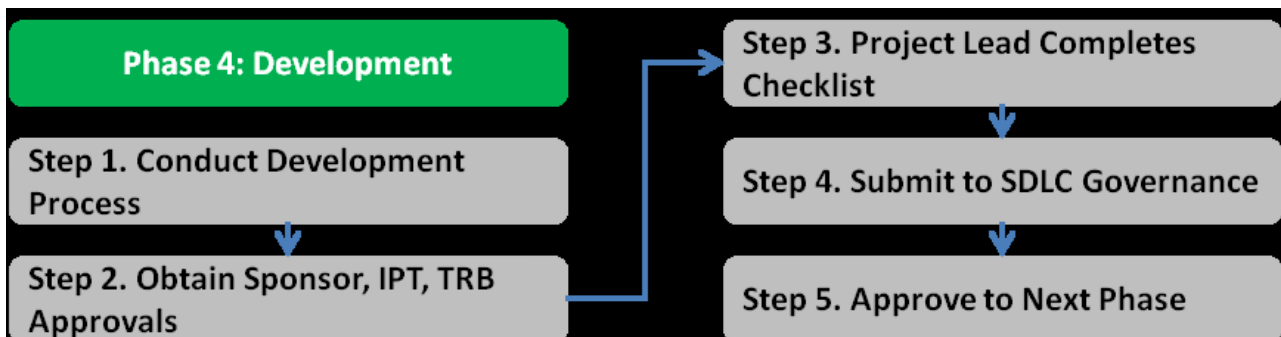 Phase 4: Development
Step 1. Conduct Development
Process
Step 2. Obtain Sponsor, IPT, TRB
Approvals
Step 3. Project Lead Completes
Checklist
Step 4. Submit to SDLC Governance
Step 5. Approve to Next Phase